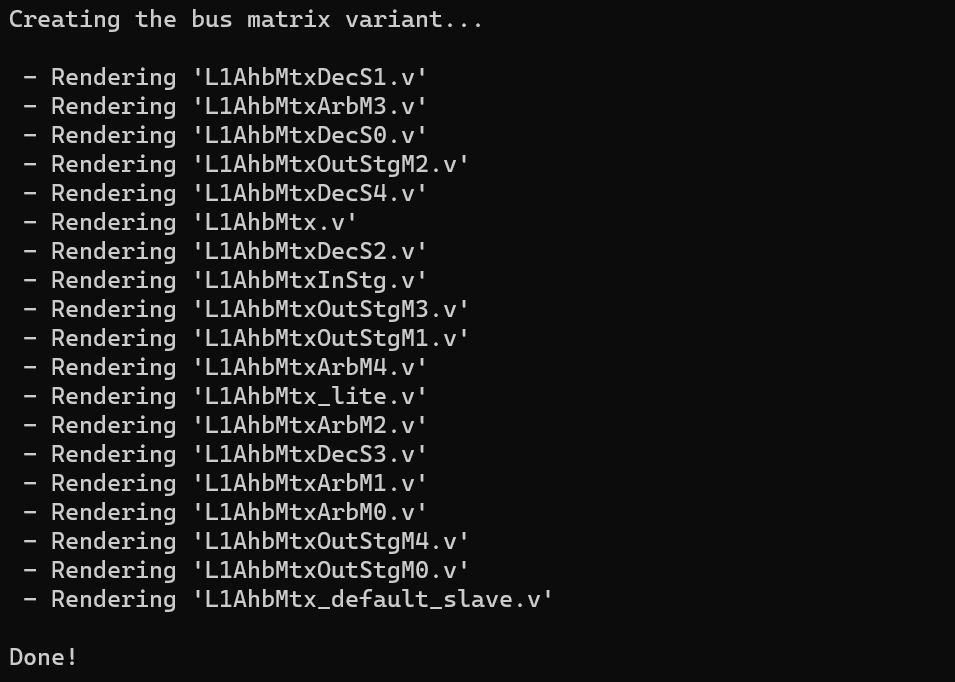 Creating the bus matrix variant...
- Rendering 'L1AhbMtxDecS1.v'
- Rendering 'L1AhbMtxArbM3.v'
- Rendering 'L1AhbMtxDecS0.v'
- Rendering 'L1AhbMtxOutStgM2.v'
- Rendering 'L1AhbMtxDecS4.v'
- Rendering 'L1AhbMtx.v'
- Rendering 'L1AhbMtxDecS2.v'
- Rendering 'L1AhbMtxInStg.v'
- Rendering 'L1AhbMtxOutStgM3.v'
- Rendering 'L1AhbMtxOutStgM1.v'
- Rendering 'L1AhbMtxArbM4.v'
- Rendering 'L1AhbMtx_lite.v'
- Rendering 'L1AhbMtxArbM2.v'
- Rendering 'L1AhbMtxDecS3.v'
- Rendering 'L1AhbMtxArbM1.v'
- Rendering 'L1AhbMtxArbM0.v'
- Rendering 'L1AhbMtxOutStgM4.v'
- Rendering 'L1AhbMtxOutStgM0.v'
- Rendering 'L1AhbMtx_default_slave.v'
Done!